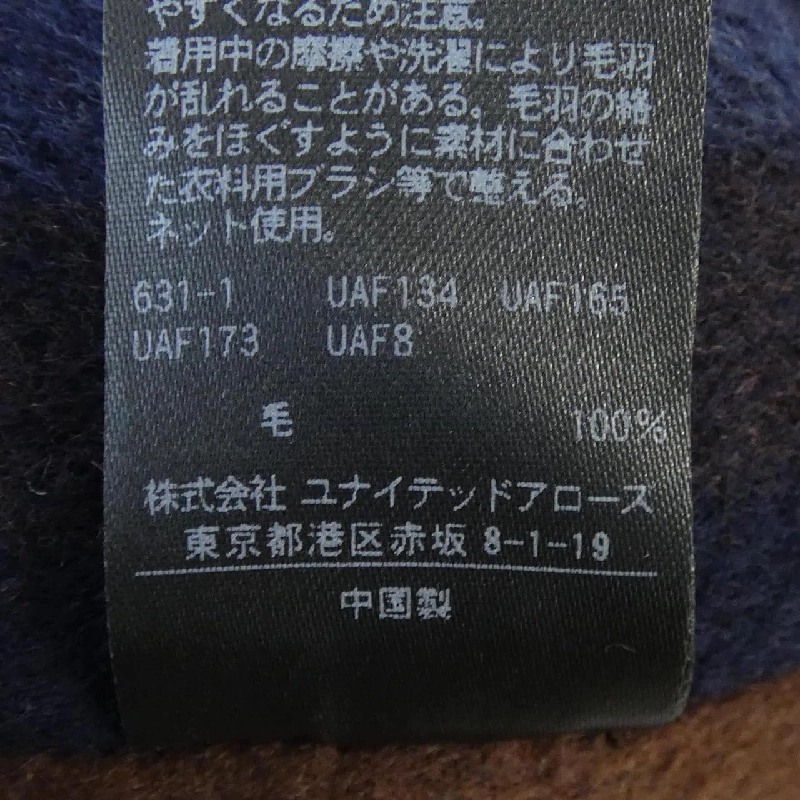 やすくなるため注意。
着用中の摩擦や洗濯により毛羽
が乱れることがある。毛羽の絡
みをほぐすように素材に合わせ
た衣料用ブラシ等で整える。
ネット使用。
631-1 UAF134 UAF165
UAF173 UAF8
毛 100%
株式会社 ユナイテッドアローズ
東京都港区赤坂 8-1-19
中国製